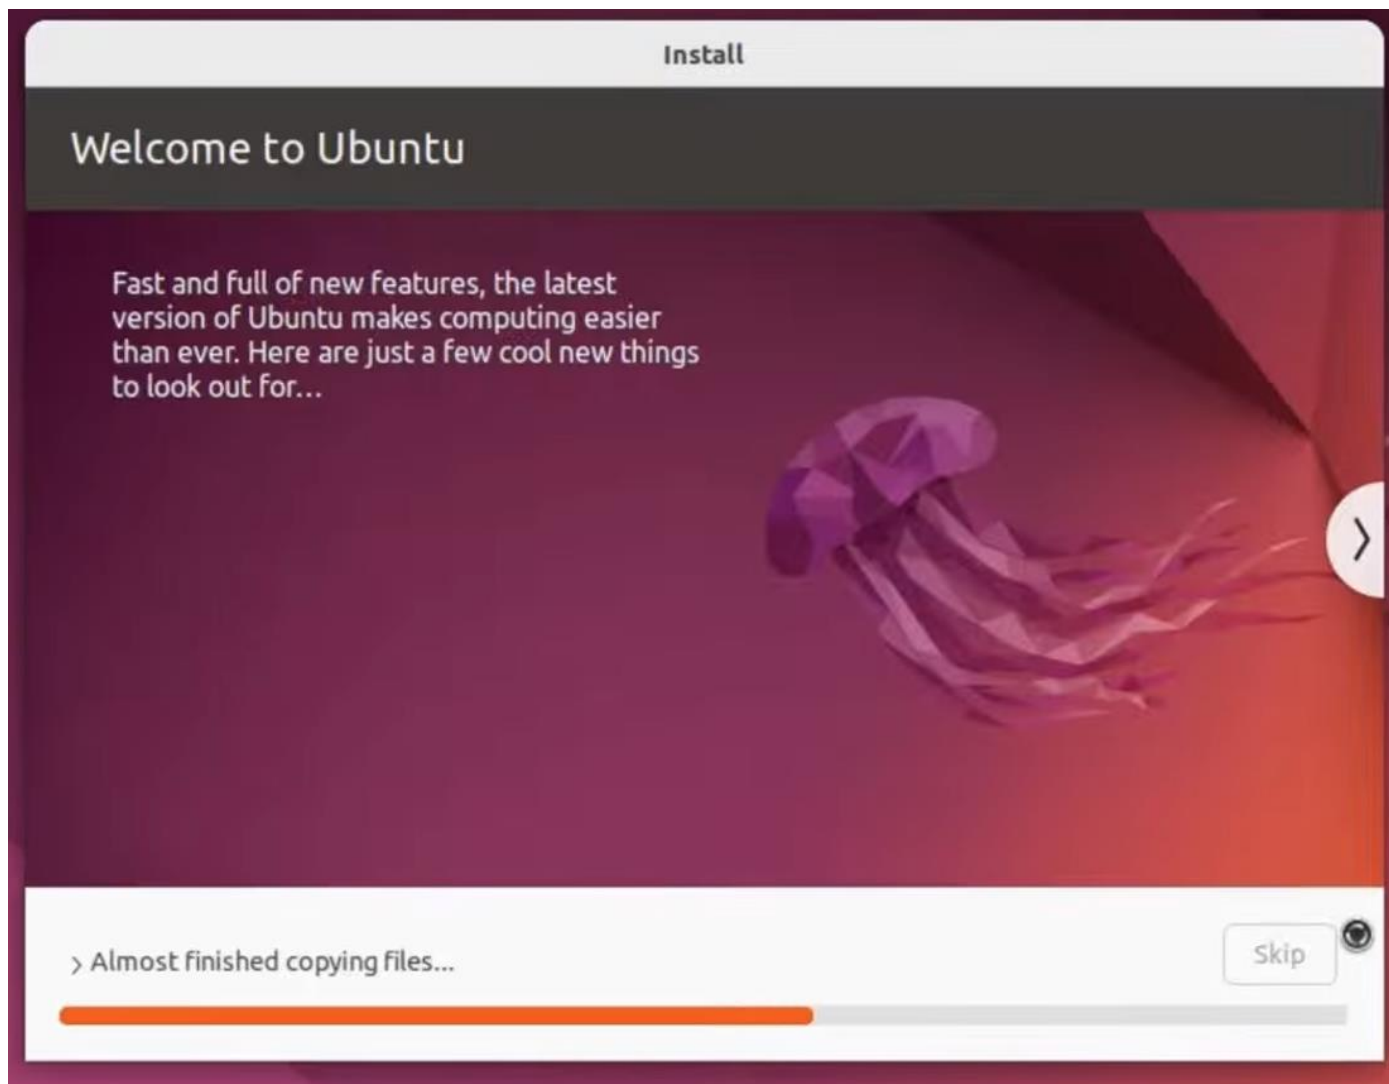 Install
Welcome to Ubuntu
Fast and full of new features, the latest
version of Ubuntu makes computing easier
than ever. Here are just a few cool new things
to look out for...
> Almost finished copying files...
Skip